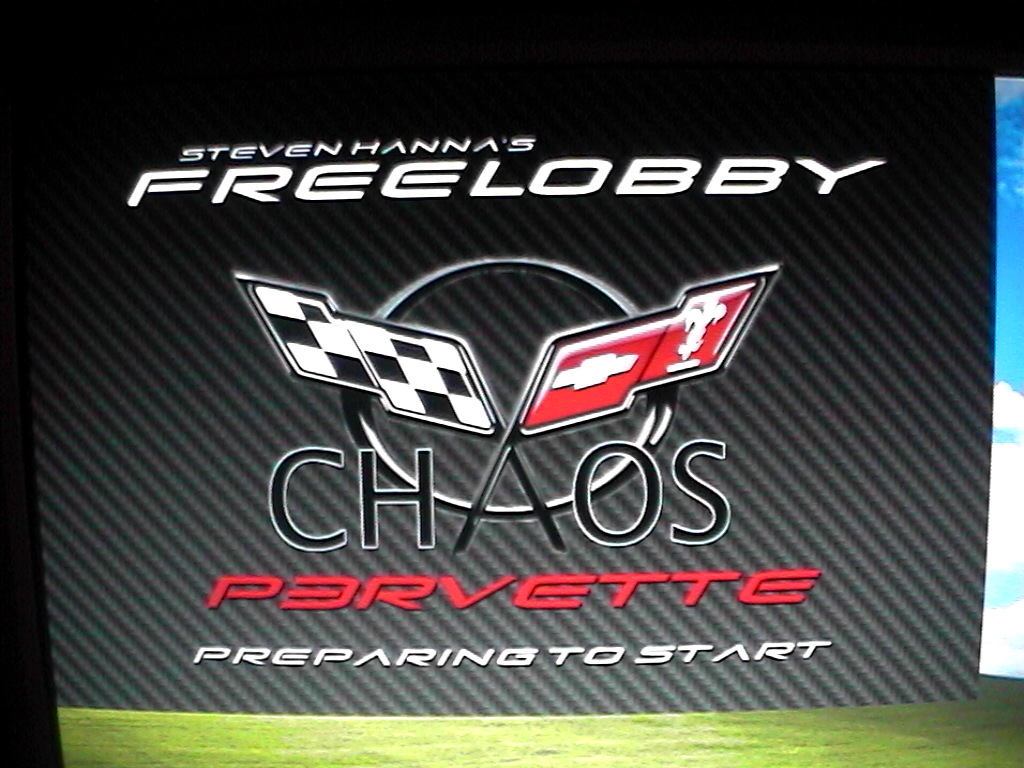 STEVEN HANNA'S
FREELOBBY
CHAOS
P3RVETTE
PREPARING TO START